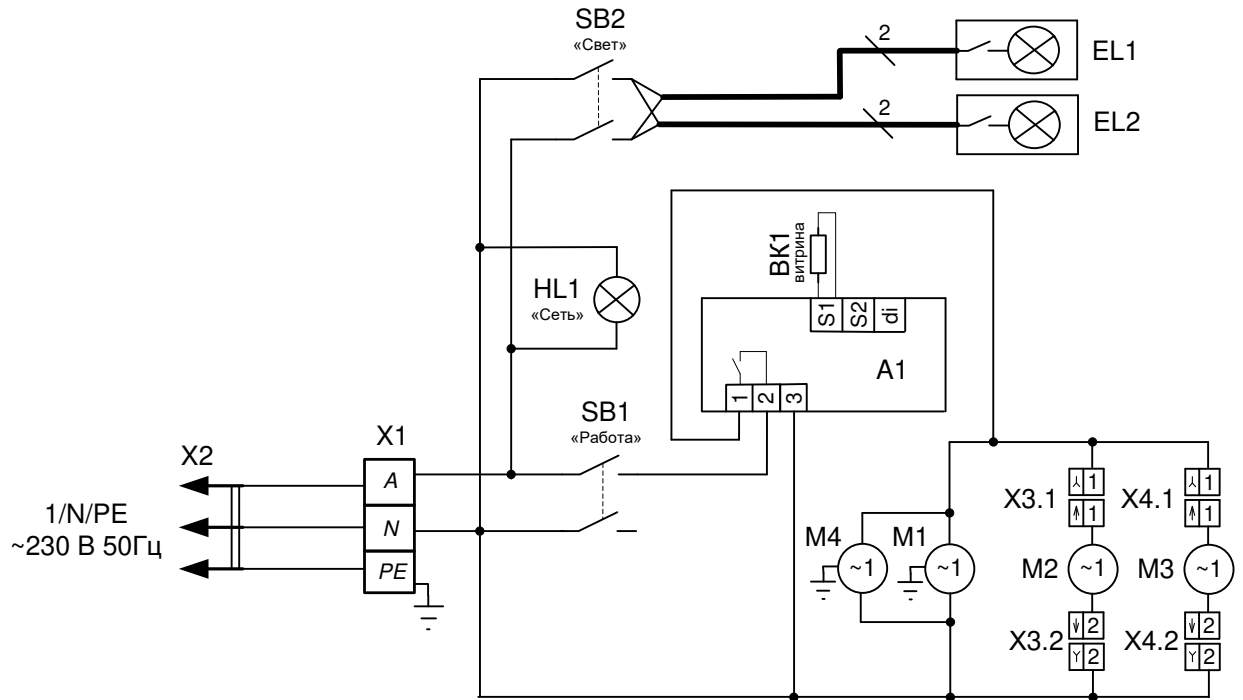 SB2
«Свет»
2
EL1
2
EL2
BK1
витрина
HL1
«Сеть»
S1
S2
di
A1
1
2
3
SB1
«Работа»
X1
X2
A
N
PE
1/N/PE
~230 В 50Гц
X3.1
1
1
X4.1
1
1
M4
~1
M1
~1
M2
~1
M3
~1
X3.2
2
2
X4.2
2
2